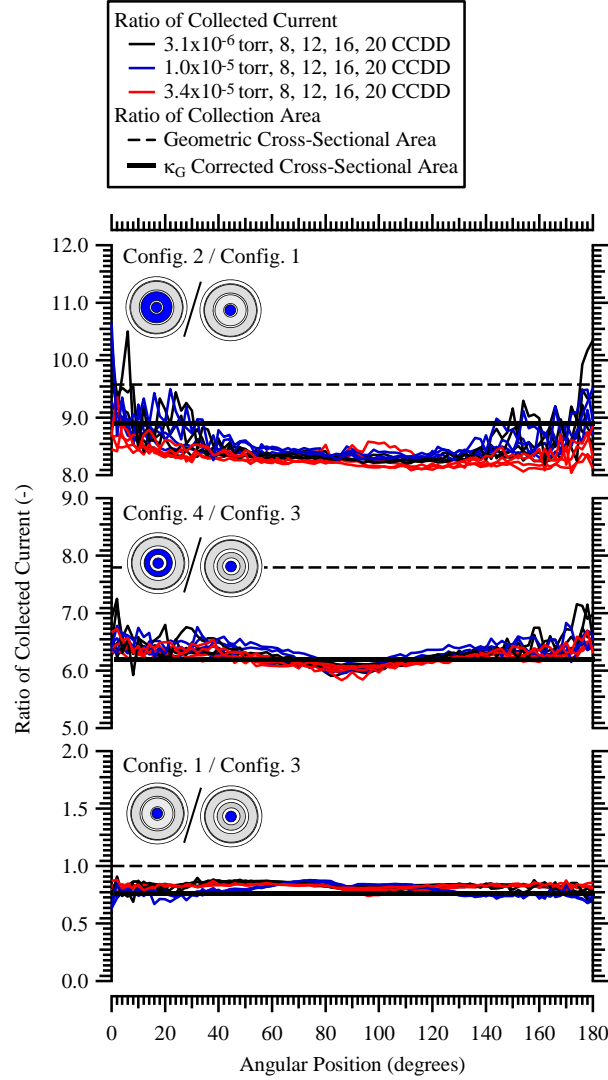 Ratio of Collected Current
3.1x10⁻⁶ torr, 8, 12, 16, 20 CCDD
1.0x10⁻⁵ torr, 8, 12, 16, 20 CCDD
3.4x10⁻⁵ torr, 8, 12, 16, 20 CCDD
Ratio of Collection Area
Geometric Cross-Sectional Area
κG Corrected Cross-Sectional Area
12.0
Config. 2 / Config. 1
11.0
10.0
9.0
8.0
9.0
Config. 4 / Config. 3
8.0
7.0
6.0
5.0
2.0
Config. 1 / Config. 3
1.5
1.0
0.5
0.0
0 20 40 60 80 100 120 140 160 180
Angular Position (degrees)
Ratio of Collected Current (-)